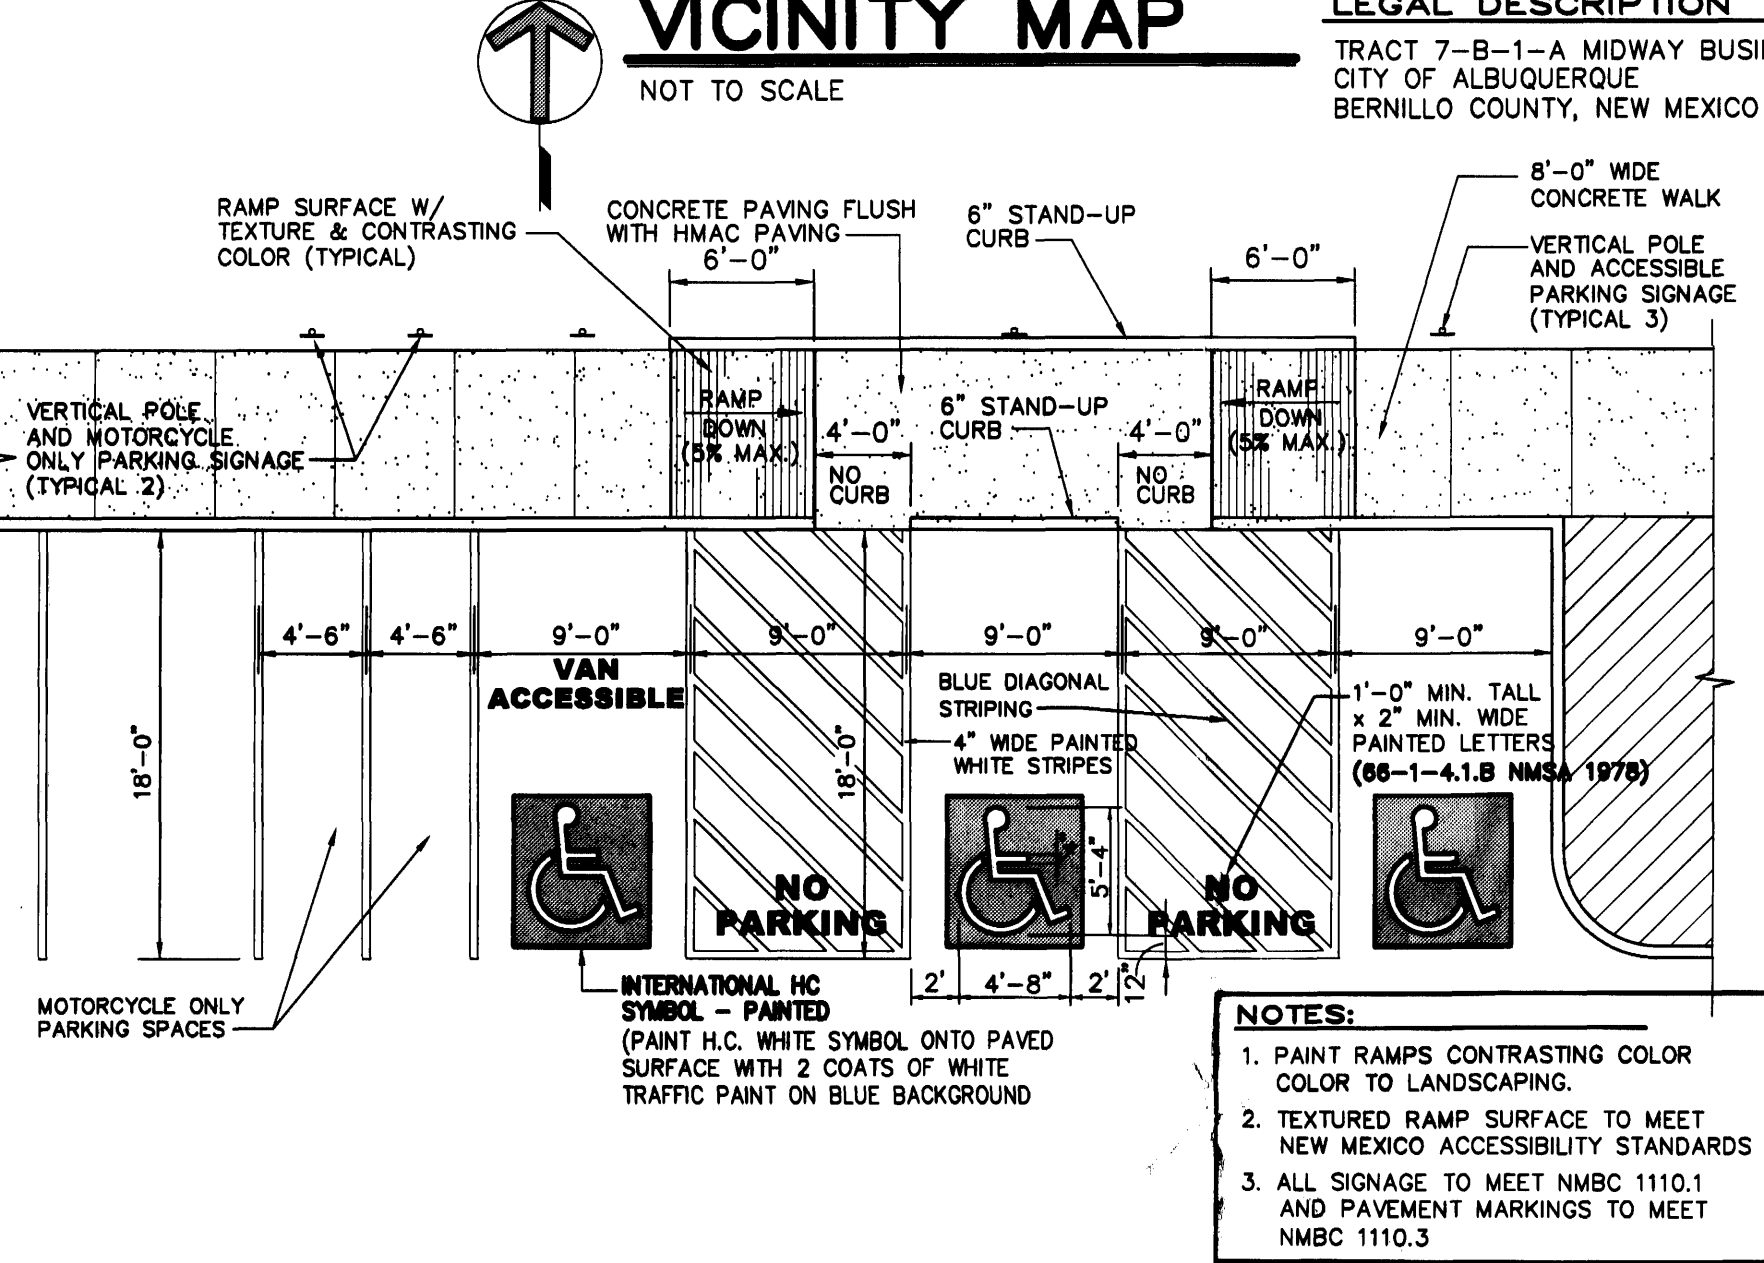 VICINITY MAP
NOT TO SCALE
LEGAL DESCRIPTION
TRACT 7-B-1-A MIDWAY BUSI
CITY OF ALBUQUERQUE
BERNILLO COUNTY, NEW MEXICO
RAMP SURFACE W/
TEXTURE & CONTRASTING
COLOR (TYPICAL)
CONCRETE PAVING FLUSH
WITH HMAC PAVING
6" STAND-UP
CURB
8'-0" WIDE
CONCRETE WALK
VERTICAL POLE
AND ACCESSIBLE
PARKING SIGNAGE
(TYPICAL 3)
6'-0"
6'-0"
VERTICAL POLE
AND MOTORCYCLE
ONLY PARKING SIGNAGE
(TYPICAL 2)
RAMP
DOWN
(5% MAX.)
4'-0"
NO
CURB
6" STAND-UP
CURB
4'-0"
NO
CURB
RAMP
DOWN
(5% MAX.)
4'-6"
4'-6"
9'-0"
9'-0"
9'-0"
9'-0"
9'-0"
VAN
ACCESSIBLE
BLUE DIAGONAL
STRIPING
4" WIDE PAINTED
WHITE STRIPES
1'-0" MIN. TALL
x 2" MIN. WIDE
PAINTED LETTERS
(66-1-4.1.B NMSA 1978)
18'-0"
18'-0"
5'-4"
NO
PARKING
NO
PARKING
2'
4'-8"
2'
12"
MOTORCYCLE ONLY
PARKING SPACES
INTERNATIONAL HC
SYMBOL - PAINTED
(PAINT H.C. WHITE SYMBOL ONTO PAVED
SURFACE WITH 2 COATS OF WHITE
TRAFFIC PAINT ON BLUE BACKGROUND
NOTES:
1. PAINT RAMPS CONTRASTING COLOR
COLOR TO LANDSCAPING.
2. TEXTURED RAMP SURFACE TO MEET
NEW MEXICO ACCESSIBILITY STANDARDS
3. ALL SIGNAGE TO MEET NMBC 1110.1
AND PAVEMENT MARKINGS TO MEET
NMBC 1110.3